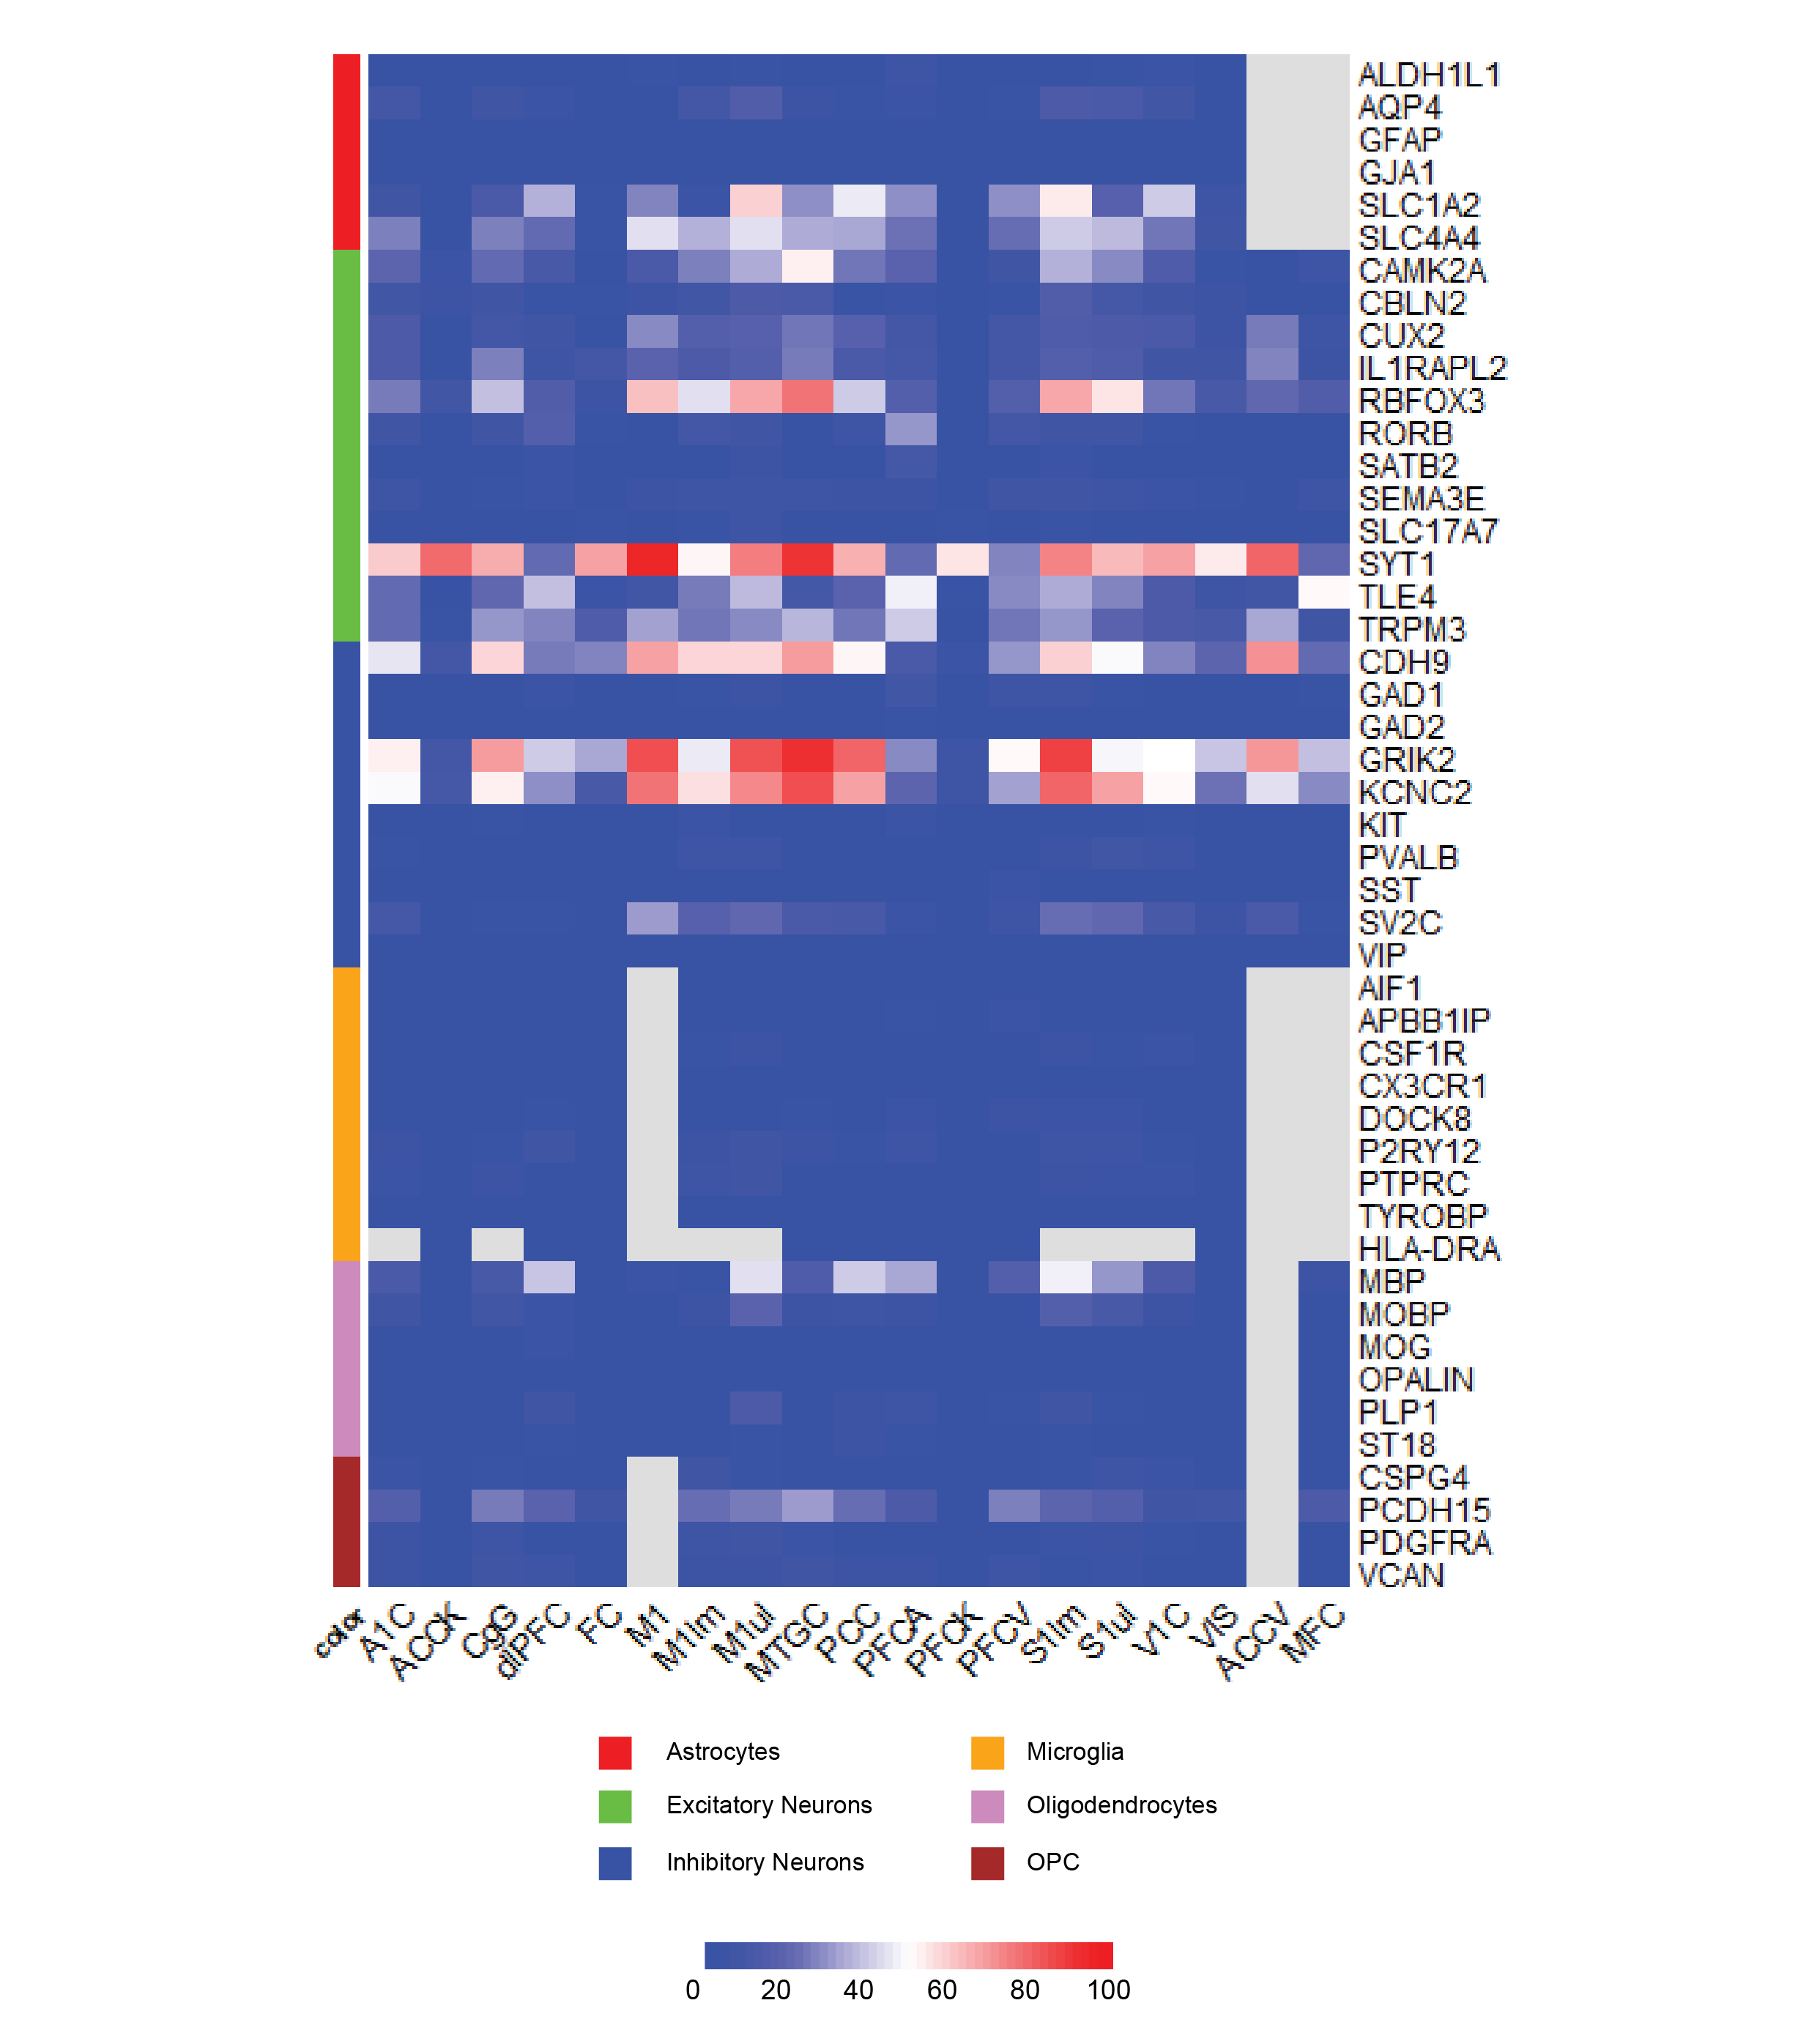 ALDH1L1
AQP4
GFAP
GJA1
SLC1A2
SLC4A4
CAMK2A
CBLN2
CUX2
IL1RAPL2
RBFOX3
RORB
SATB2
SEMA3E
SLC17A7
SYT1
TLE4
TRPM3
CDH9
GAD1
GAD2
GRIK2
KCNC2
KIT
PVALB
SST
SV2C
VIP
AIF1
APBB1IP
CSF1R
CX3CR1
DOCK8
P2RY12
PTPRC
TYROBP
HLA-DRA
MBP
MOBP
MOG
OPALIN
PLP1
ST18
CSPG4
PCDH15
PDGFRA
VCAN
color A1C ACCK CgG dlPFC FC M1 M1lm M1ul MTGC PCC PFCA PFCK PFCV S1lm S1ul V1C VIS ACCV MFC
Astrocytes Microglia
Excitatory Neurons Oligodendrocytes
Inhibitory Neurons OPC
0 20 40 60 80 100